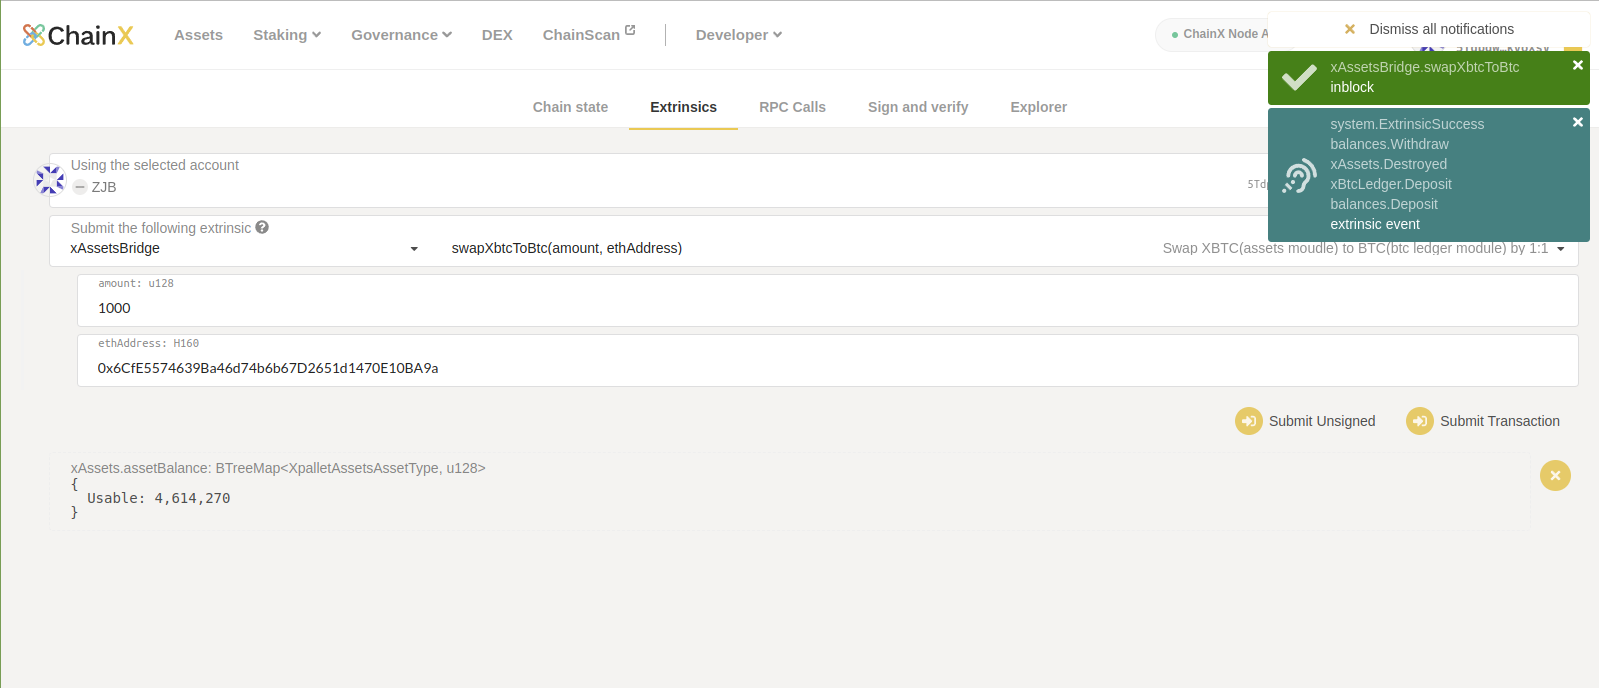 ChainX
Assets
Staking
Governance
DEX
ChainScan
Developer
ChainX Node A
Dismiss all notifications
xAssetsBridge.swapXbtcToBtc
inblock
Chain state
Extrinsics
RPC Calls
Sign and verify
Explorer
system.ExtrinsicSuccess
balances.Withdraw
xAssets.Destroyed
xBtcLedger.Deposit
balances.Deposit
extrinsic event
Using the selected account
ZJB
5Tdp
Submit the following extrinsic
xAssetsBridge
swapXbtcToBtc(amount, ethAddress)
Swap XBTC(assets moudle) to BTC(btc ledger module) by 1:1
amount: u128
1000
ethAddress: H160
0x6CfE5574639Ba46d74b6b67D2651d1470E10BA9a
Submit Unsigned
Submit Transaction
xAssets.assetBalance: BTreeMap<XpalletAssetsAssetType, u128>
{
Usable: 4,614,270
}